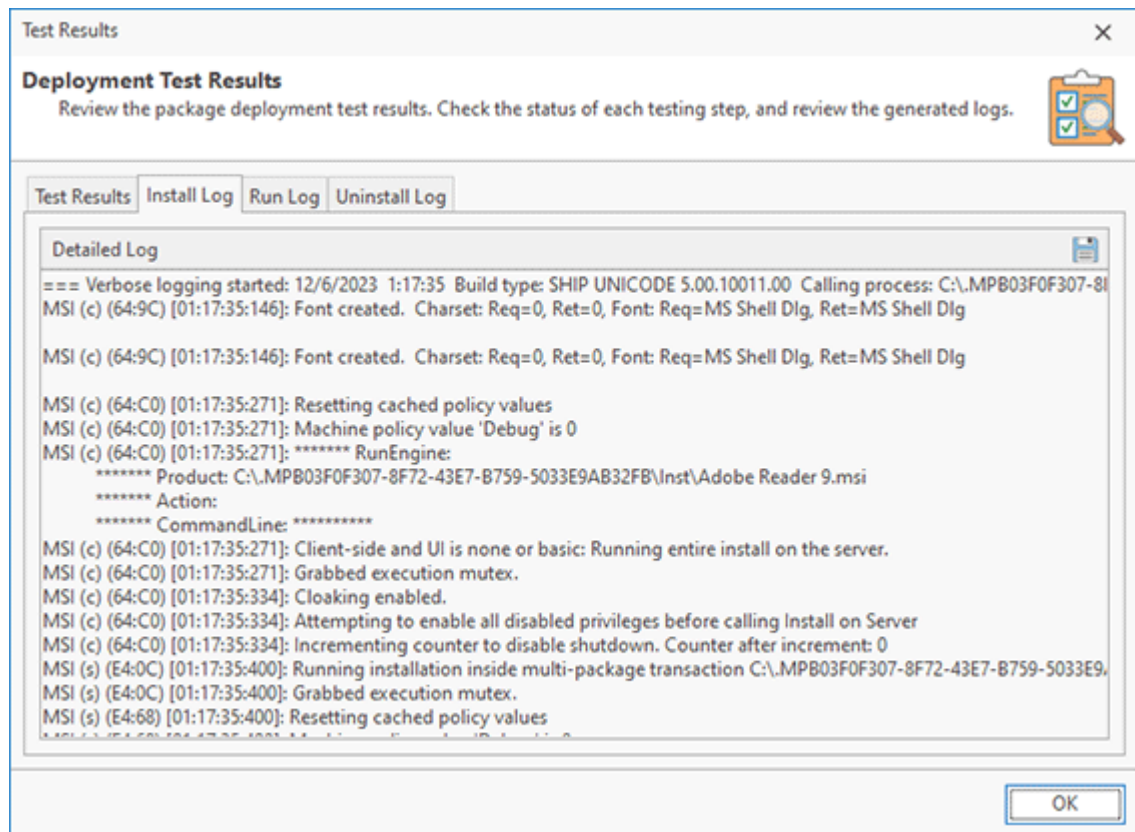 Test Results
Deployment Test Results
Review the package deployment test results. Check the status of each testing step, and review the generated logs.
Test Results Install Log Run Log Uninstall Log
Detailed Log
=== Verbose logging started: 12/6/2023  1:17:35  Build type: SHIP UNICODE 5.00.10011.00  Calling process: C:\.MPB03F0F307-8
MSI (c) (64:9C) [01:17:35:146]: Font created.  Charset: Req=0, Ret=0, Font: Req=MS Shell Dlg, Ret=MS Shell Dlg
MSI (c) (64:9C) [01:17:35:146]: Font created.  Charset: Req=0, Ret=0, Font: Req=MS Shell Dlg, Ret=MS Shell Dlg
MSI (c) (64:C0) [01:17:35:271]: Resetting cached policy values
MSI (c) (64:C0) [01:17:35:271]: Machine policy value 'Debug' is 0
MSI (c) (64:C0) [01:17:35:271]: ******* RunEngine:
******* Product: C:\.MPB03F0F307-8F72-43E7-B759-5033E9AB32FB\Inst\Adobe Reader 9.msi
******* Action:
******* CommandLine: **********
MSI (c) (64:C0) [01:17:35:271]: Client-side and UI is none or basic: Running entire install on the server.
MSI (c) (64:C0) [01:17:35:271]: Grabbed execution mutex.
MSI (c) (64:C0) [01:17:35:334]: Cloaking enabled.
MSI (c) (64:C0) [01:17:35:334]: Attempting to enable all disabled privileges before calling Install on Server
MSI (c) (64:C0) [01:17:35:334]: Incrementing counter to disable shutdown. Counter after increment: 0
MSI (s) (E4:0C) [01:17:35:400]: Running installation inside multi-package transaction C:\.MPB03F0F307-8F72-43E7-B759-5033E9
MSI (s) (E4:0C) [01:17:35:400]: Grabbed execution mutex.
MSI (s) (E4:68) [01:17:35:400]: Resetting cached policy values
OK